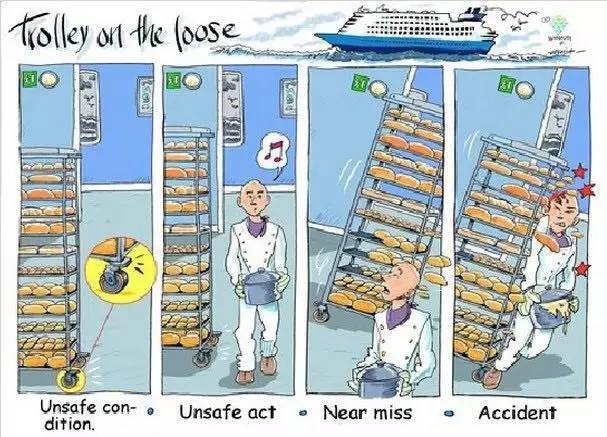 Trolley on the loose
Unsafe con-
dition.
Unsafe act
Near miss
Accident